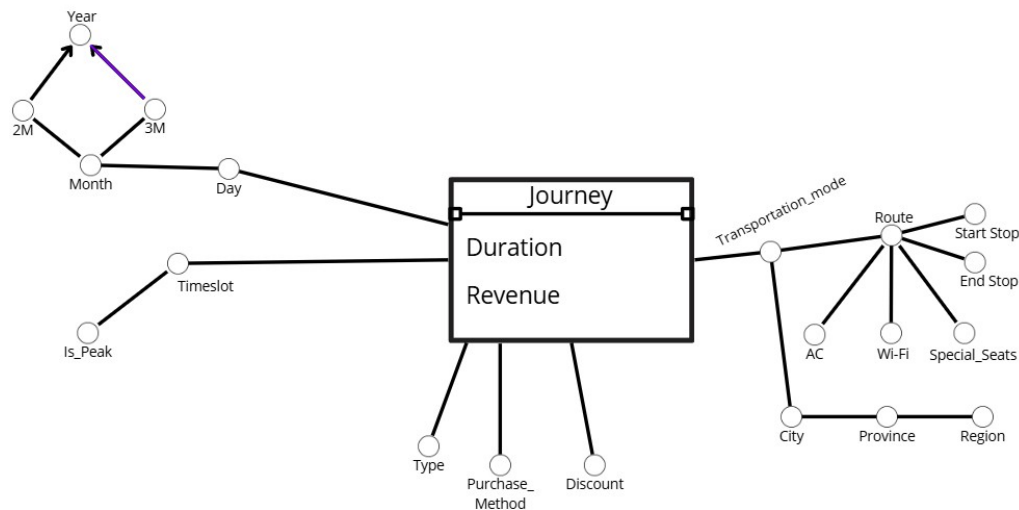 Year
2M
3M
Month
Day
Timeslot
Is_Peak
Journey
Duration
Revenue
Type
Purchase_
Method
Discount
Transportation_mode
Route
Start Stop
End Stop
AC
Wi-Fi
Special_Seats
City
Province
Region